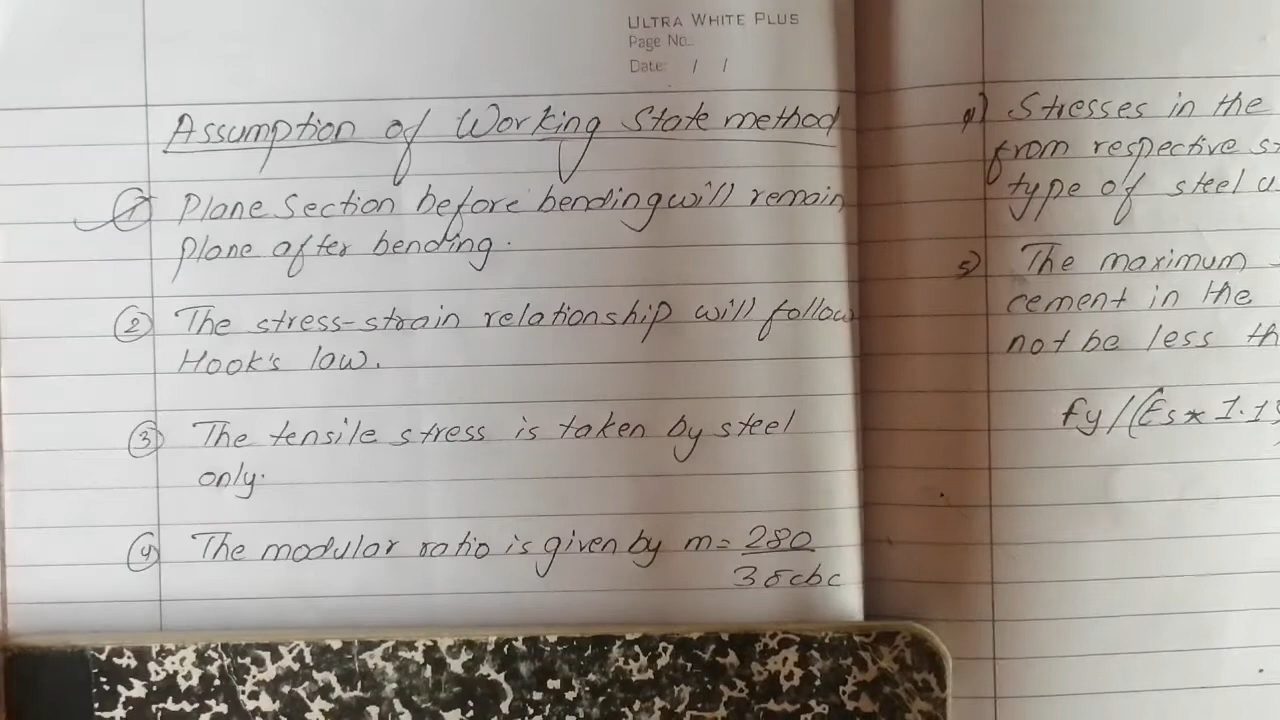 ULTRA WHITE PLUS
Page No.
Date: / /
Assumption of Working State method
① Plane Section before bending will remain
plane after bending.
② The stress-strain relationship will follow
Hook's law.
③ The tensile stress is taken by steel
only.
④ The modular ratio is given by m = 280
3σcbc
4) Stresses in the
from respective
type of steel
5) The maximum
cement in the
not be less
fy/(Es*1.1